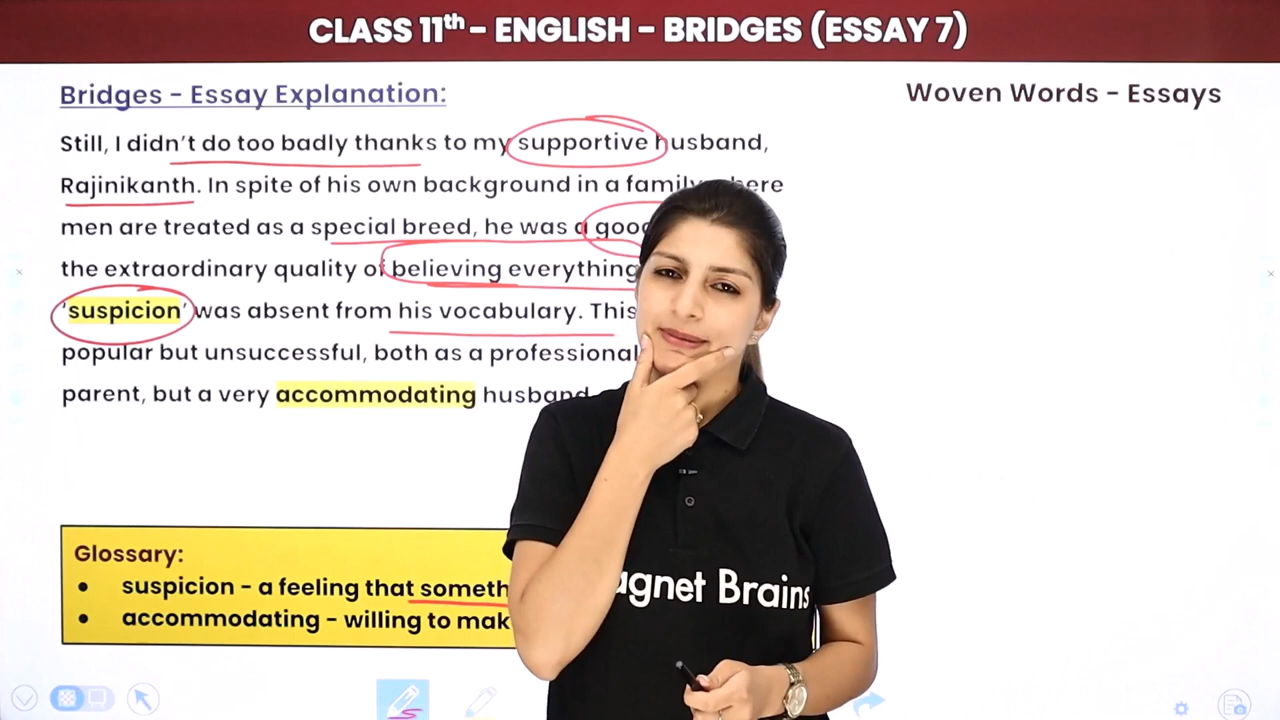 CLASS 11th - ENGLISH - BRIDGES (ESSAY 7)
Bridges - Essay Explanation:
Woven Words - Essays
Still, I didn't do too badly thanks to my supportive husband,
Rajinikanth. In spite of his own background in a family where
men are treated as a special breed, he was a good
the extraordinary quality of believing everything
'suspicion' was absent from his vocabulary. This
popular but unsuccessful, both as a professional
parent, but a very accommodating husband
Glossary:
• suspicion - a feeling that someth
• accommodating - willing to mak
agnet Brains